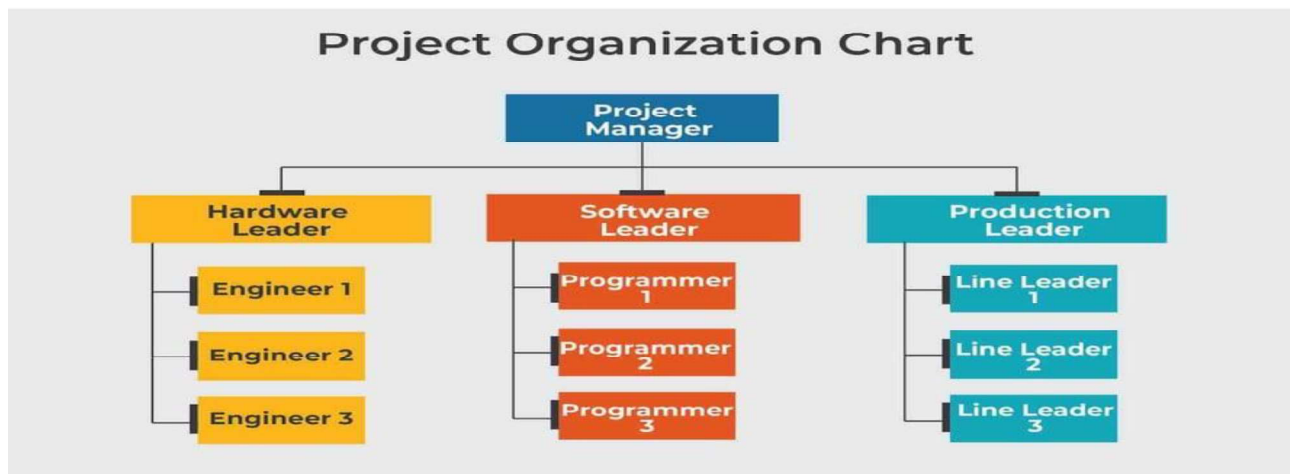 Project Organization Chart
Project
Manager
Hardware
Leader
Engineer 1
Engineer 2
Engineer 3
Software
Leader
Programmer
1
Programmer
2
Programmer
3
Production
Leader
Line Leader
1
Line Leader
2
Line Leader
3